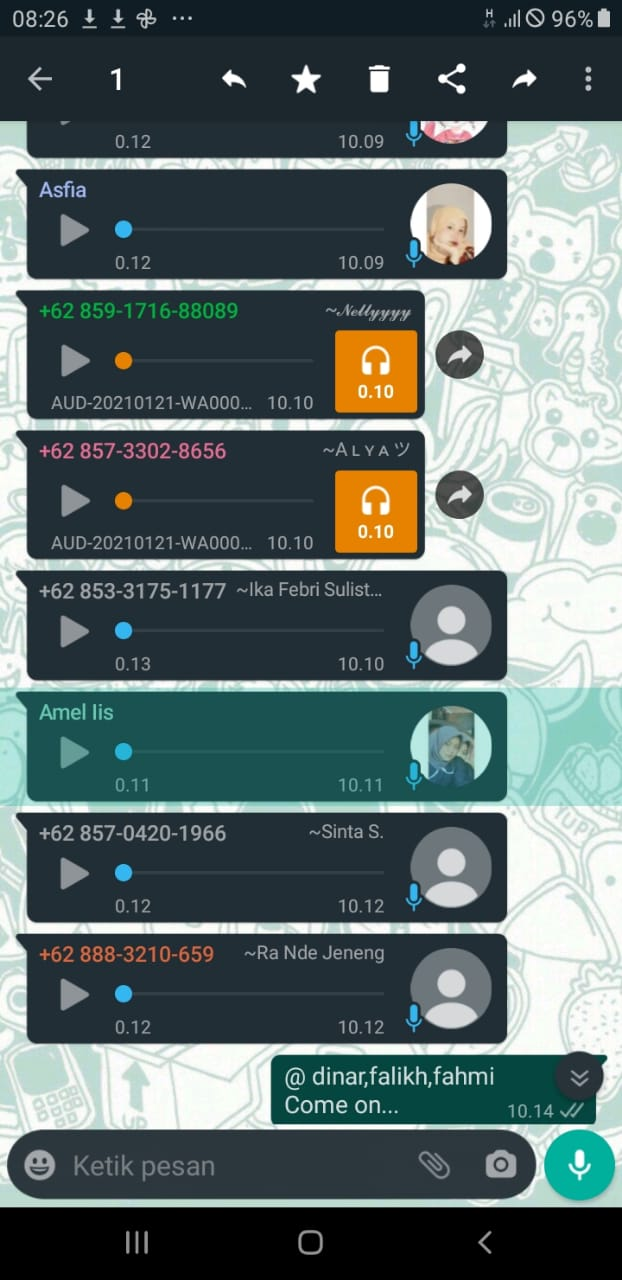 08:26 96%
1
0.12 10.09
Asfia
0.12 10.09
+62 859-1716-88089 ~𝒩𝑒𝓁𝓁𝓎𝓎𝓎𝓎
0.10
AUD-20210121-WA000... 10.10
+62 857-3302-8656 ~Aʟʏᴀツ
0.10
AUD-20210121-WA000... 10.10
+62 853-3175-1177 ~Ika Febri Sulist...
0.13 10.10
Amel Iis
0.11 10.11
+62 857-0420-1966 ~Sinta S.
0.12 10.12
+62 888-3210-659 ~Ra Nde Jeneng
0.12 10.12
@ dinar,falikh,fahmi
Come on...
10.14
Ketik pesan